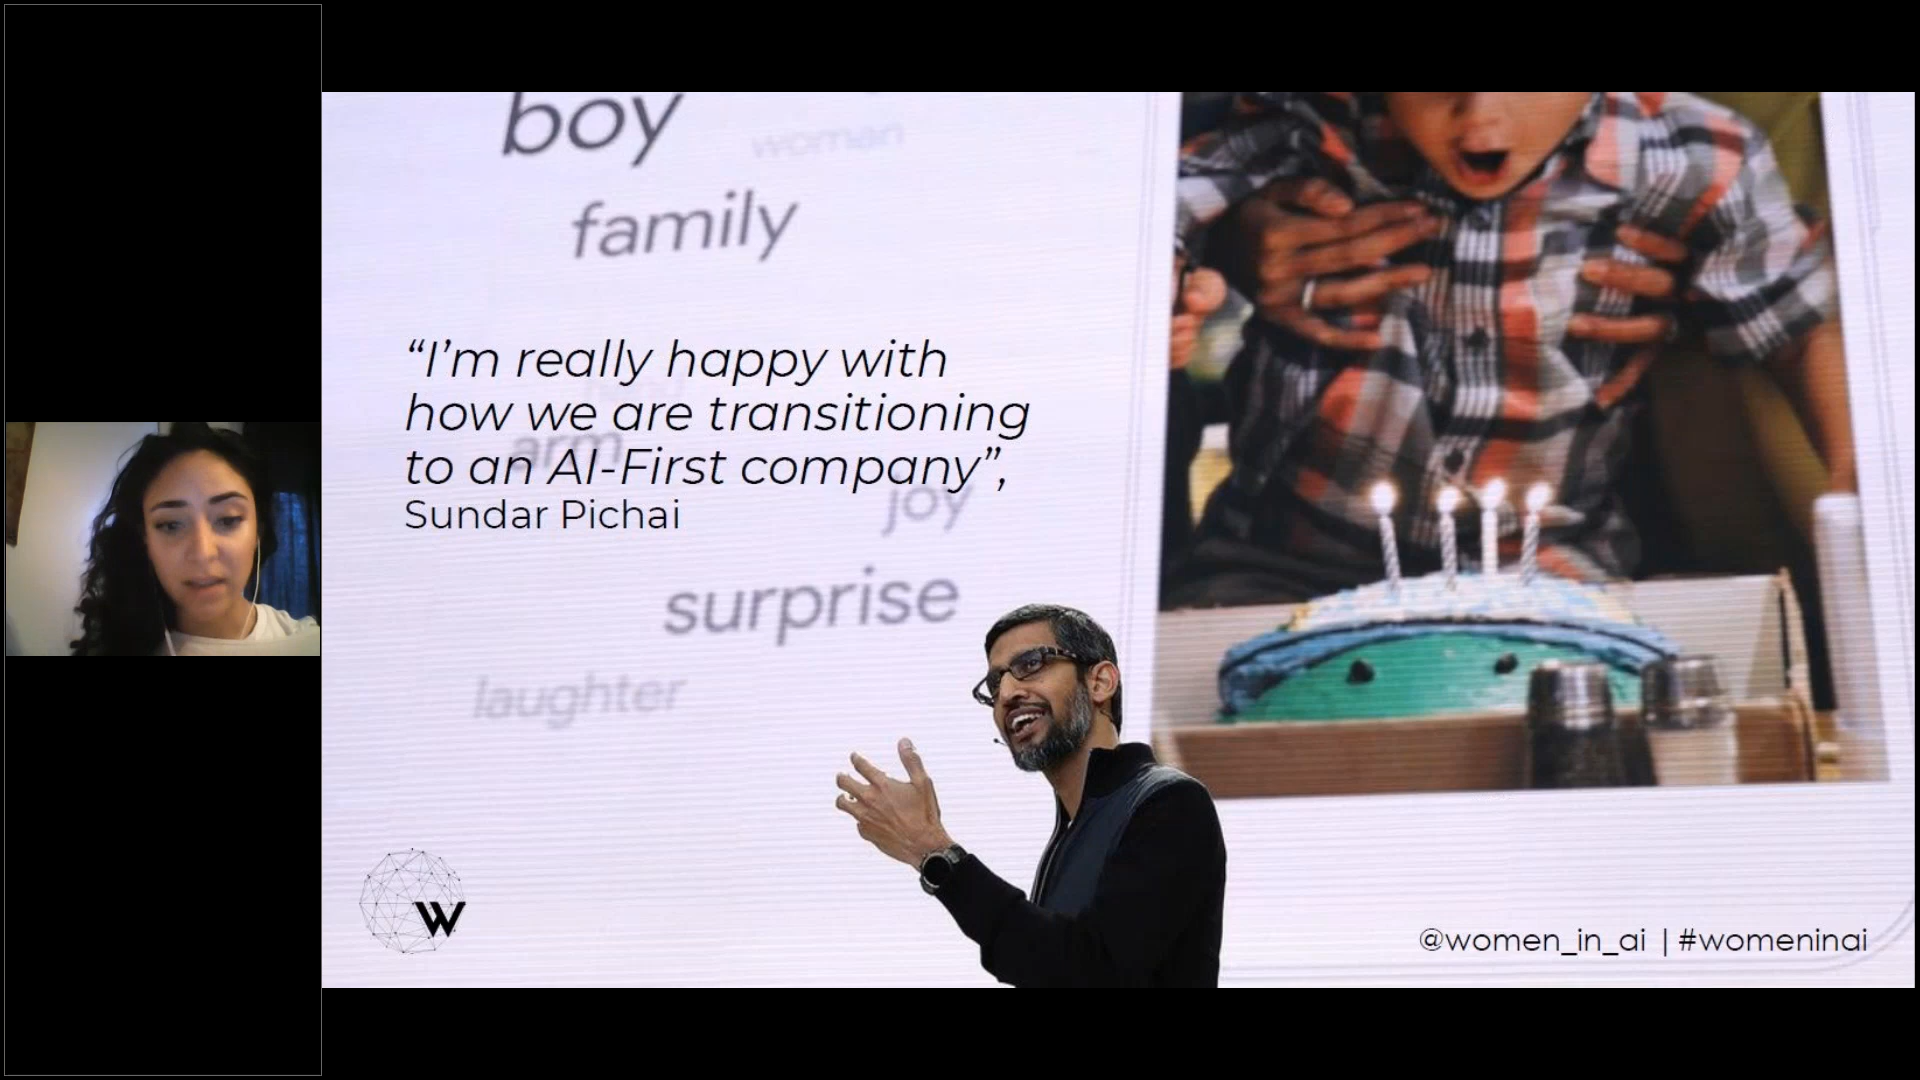 boy
woman
family
“I’m really happy with
how we are transitioning
to an AI-First company”,
Sundar Pichai
arm
joy
surprise
laughter
W
@women_in_ai | #womeninai